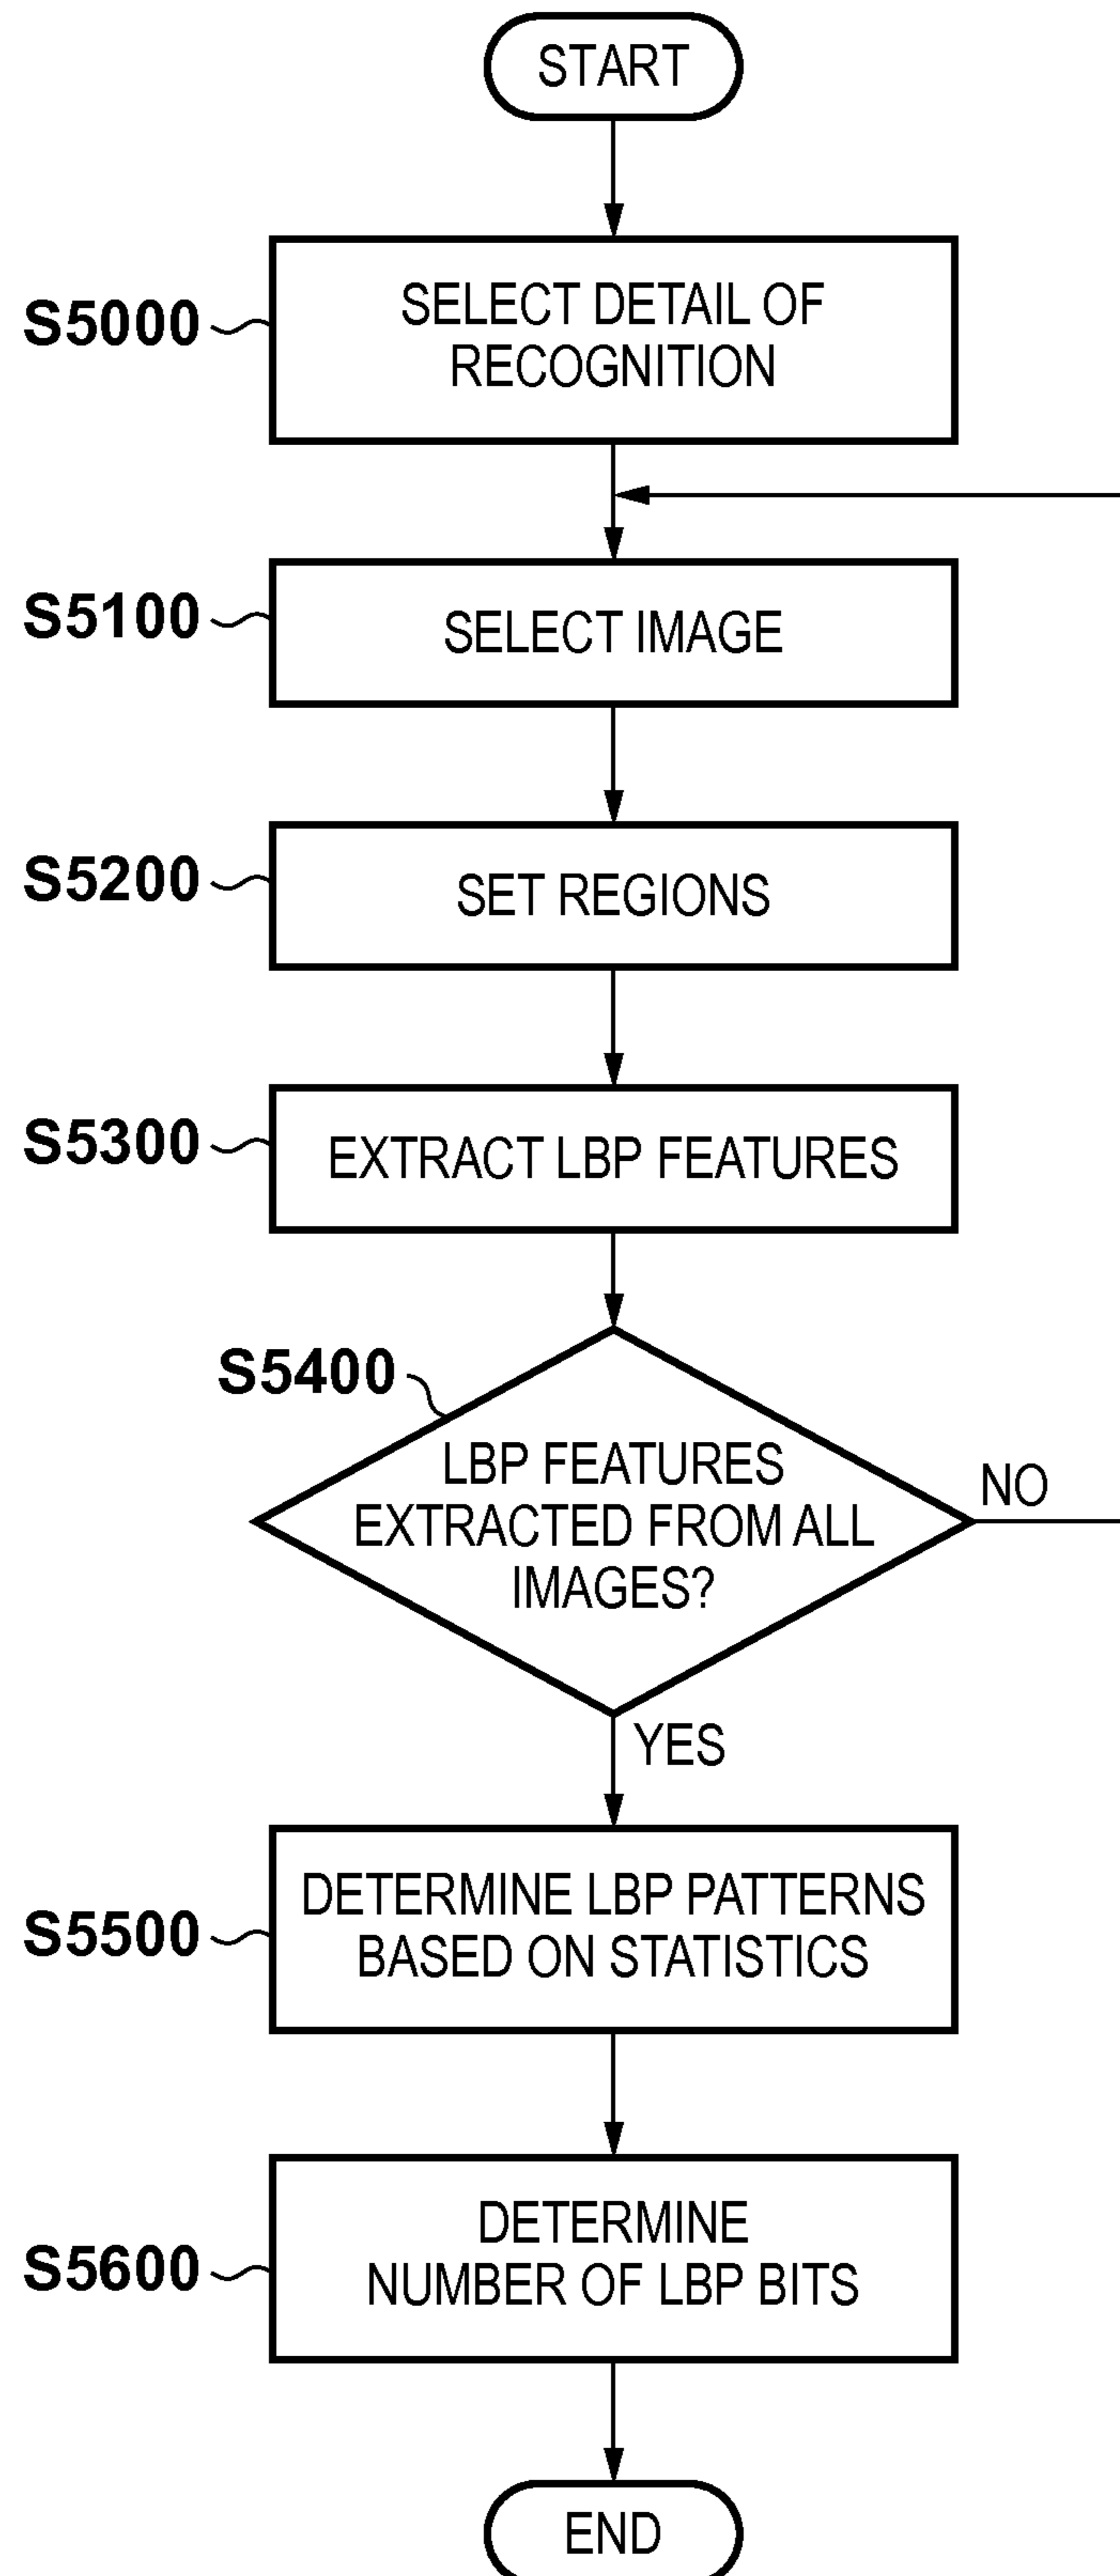 START
S5000
SELECT DETAIL OF
RECOGNITION
S5100
SELECT IMAGE
S5200
SET REGIONS
S5300
EXTRACT LBP FEATURES
S5400
LBP FEATURES
EXTRACTED FROM ALL
IMAGES?
NO
YES
S5500
DETERMINE LBP PATTERNS
BASED ON STATISTICS
S5600
DETERMINE
NUMBER OF LBP BITS
END